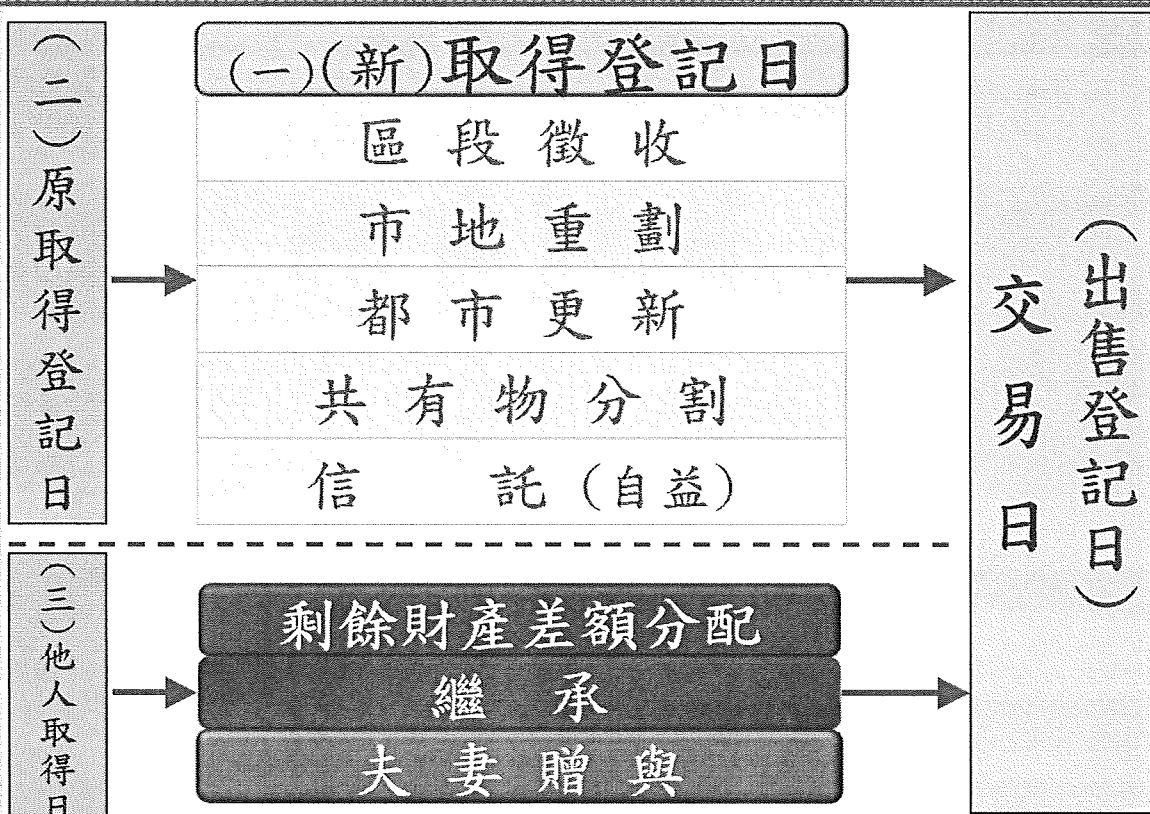 (二)原取得登記日
(一)(新)取得登記日
區段徵收
市地重劃
都市更新
共有物分割
信託(自益)
交易日
(出售登記日)
(三)他人取得日
剩餘財產差額分配
繼承
夫妻贈與